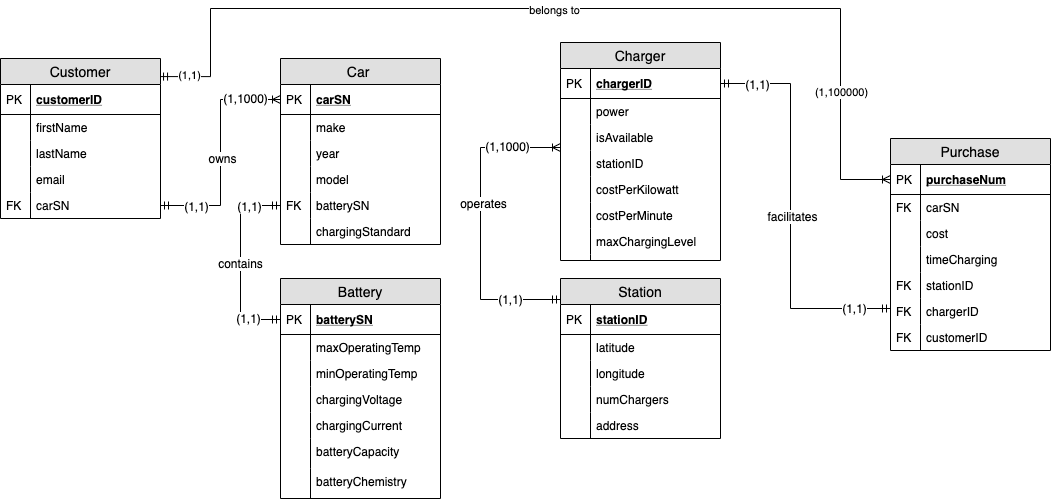 belongs to
Customer
PK customerID
firstName
lastName
email
FK carSN
(1,1)
(1,1000)
owns
(1,1)
Car
PK carSN
make
year
model
FK batterySN
chargingStandard
(1,1)
contains
(1,1)
Battery
PK batterySN
maxOperatingTemp
minOperatingTemp
chargingVoltage
chargingCurrent
batteryCapacity
batteryChemistry
Charger
PK chargerID
power
isAvailable
stationID
costPerKilowatt
costPerMinute
maxChargingLevel
(1,1000)
operates
(1,1)
Station
PK stationID
latitude
longitude
numChargers
address
(1,1)
facilitates
(1,1)
(1,100000)
Purchase
PK purchaseNum
FK carSN
cost
timeCharging
FK stationID
FK chargerID
FK customerID